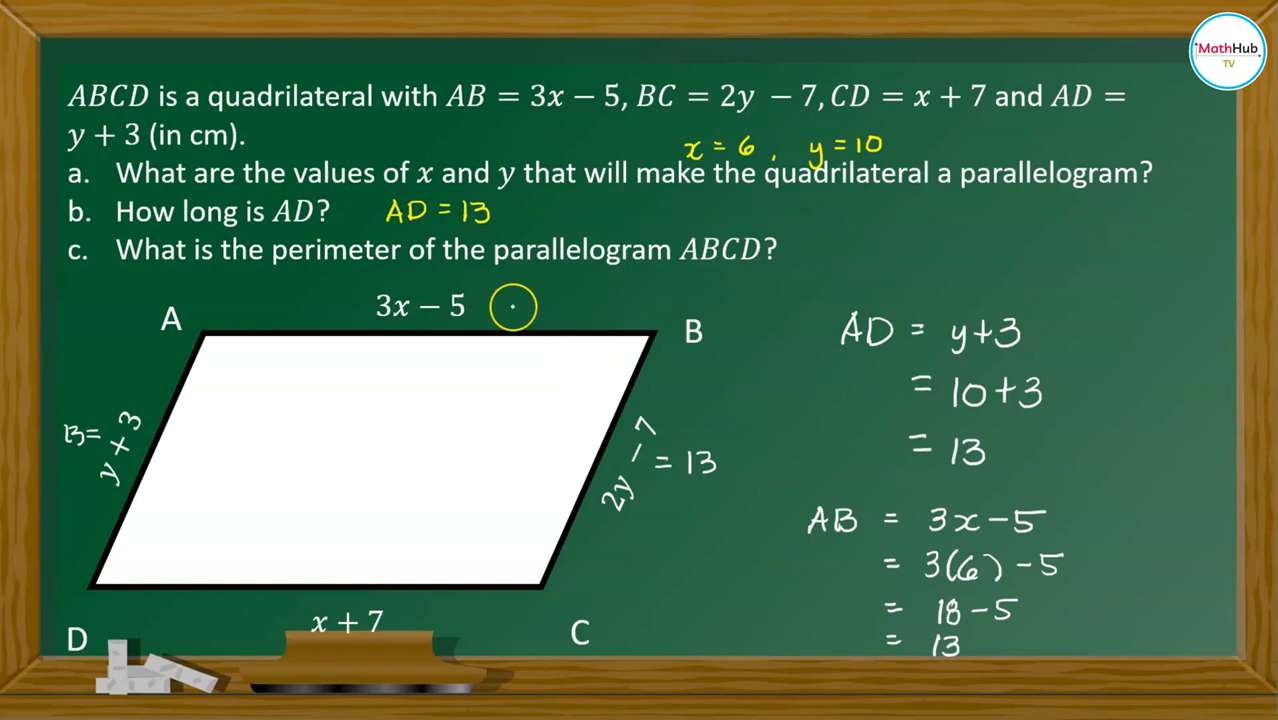 MathHub
TV
ABCD is a quadrilateral with AB = 3x − 5, BC = 2y − 7, CD = x + 7 and AD =
y + 3 (in cm).
x = 6 , y = 10
a. What are the values of x and y that will make the quadrilateral a parallelogram?
b. How long is AD? AD = 13
c. What is the perimeter of the parallelogram ABCD?
3x − 5
A
B
13 = y + 3
2y − 7 = 13
x + 7
D
C
AD = y + 3
= 10 + 3
= 13
AB = 3x − 5
= 3(6) − 5
= 18 − 5
= 13